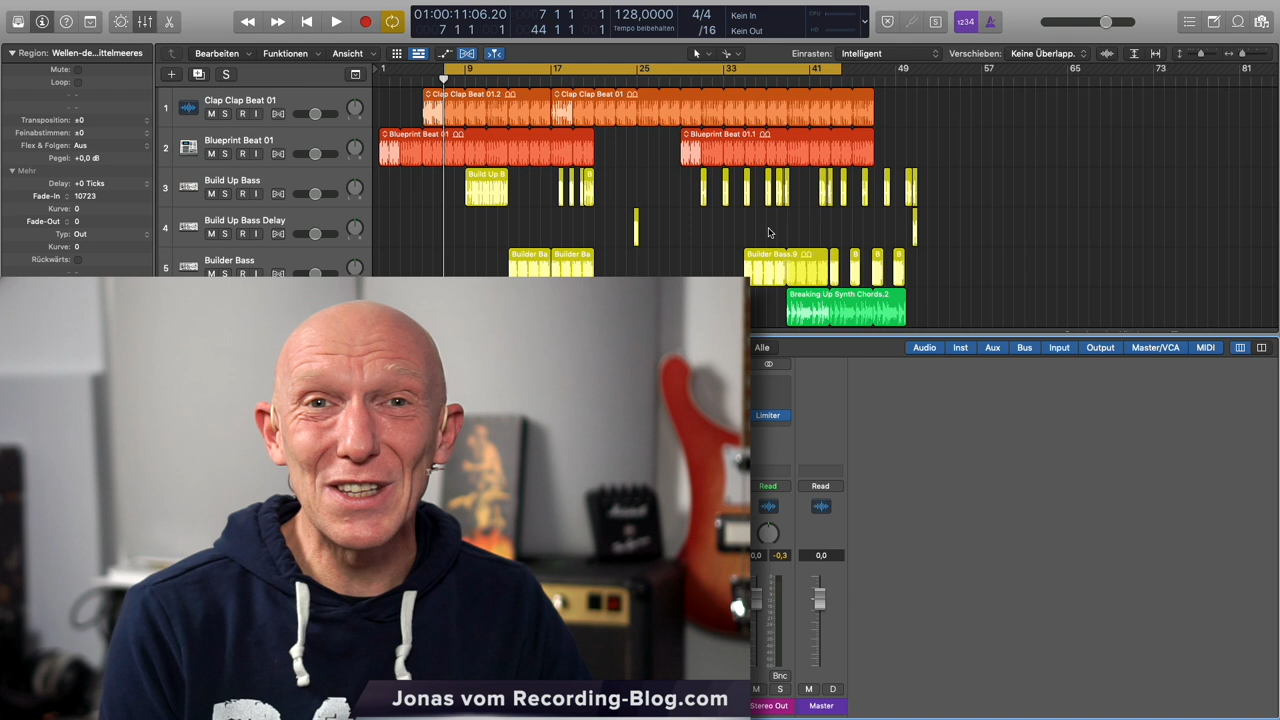 01:00:11:06.20
7 1 1
7 1 1
1
44 1 1
1
128,0000
Tempo beibehalten
4/4
/16
Kein In
Kein Out
CPU
HD
1234
Region: Wellen-de...ittelmeeres
Bearbeiten
Funktionen
Ansicht
Einrasten: Intelligent
Verschieben: Keine Überlapp.
Mute:
Loop:
Transposition: ±0
Feinabstimmen: ±0
Flex & Folgen: Aus
Pegel: +0,0 dB
Mehr
Delay: +0 Ticks
Fade-In 10723
Kurve: 0
Fade-Out 0
Typ: Out
Kurve: 0
Rückwärts:
S
1 9 17 25 33 41 49 57 65 73 81
1 Clap Clap Beat 01
M S R I
Clap Clap Beat 01.2
Clap Clap Beat 01
2 Blueprint Beat 01
M S R I
Blueprint Beat 01
Blueprint Beat 01.1
3 Build Up Bass
M S R I
Build Up B
B
4 Build Up Bass Delay
M S R I
5 Builder Bass
M S R I
Builder Ba
Builder Ba
Builder Bass.9
B
B
B
Breaking Up Synth Chords.2
Alle
Audio Inst Aux Bus Input Output Master/VCA MIDI
Limiter
Read Read
0,0 -0,3 0,0
Bnc
M S M D
Stereo Out Master
Jonas vom Recording-Blog.com